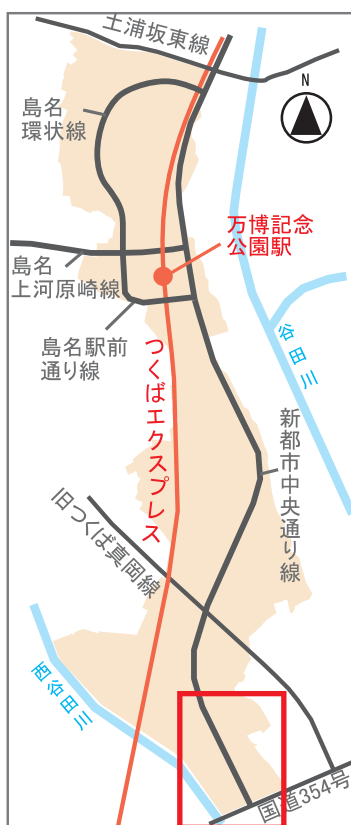 土浦坂東線
N
島名
環状線
万博記念
公園駅
島名
上河原崎線
島名駅前
通り線
谷田川
つくばエクスプレス
新都市中央通り線
旧つくば真岡線
西谷田川
国道354号